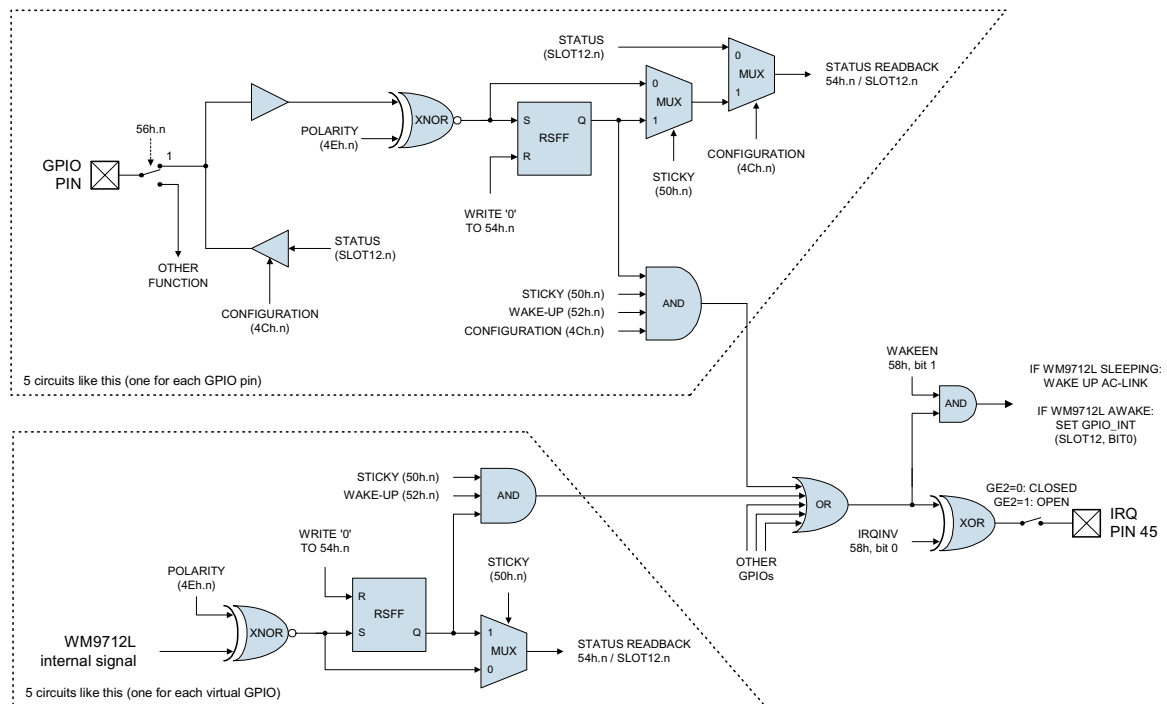 STATUS
(SLOT12.n)
0
MUX
1
STATUS READBACK
54h.n / SLOT12.n
0
MUX
1
56h.n
1
GPIO
PIN
XNOR
POLARITY
(4Eh.n)
S
Q
RSFF
R
CONFIGURATION
(4Ch.n)
STICKY
(50h.n)
WRITE '0'
TO 54h.n
STATUS
(SLOT12.n)
OTHER
FUNCTION
CONFIGURATION
(4Ch.n)
STICKY (50h.n)
WAKE-UP (52h.n)
CONFIGURATION (4Ch.n)
AND
5 circuits like this (one for each GPIO pin)
WAKEEN
58h, bit 1
AND
IF WM9712L SLEEPING:
WAKE UP AC-LINK
IF WM9712L AWAKE:
SET GPIO_INT
(SLOT12, BIT0)
STICKY (50h.n)
WAKE-UP (52h.n)
AND
OR
OTHER
GPIOs
IRQINV
58h, bit 0
XOR
GE2=0: CLOSED
GE2=1: OPEN
IRQ
PIN 45
WRITE '0'
TO 54h.n
STICKY
(50h.n)
POLARITY
(4Eh.n)
R
RSFF
S
Q
XNOR
WM9712L
internal signal
1
MUX
0
STATUS READBACK
54h.n / SLOT12.n
5 circuits like this (one for each virtual GPIO)